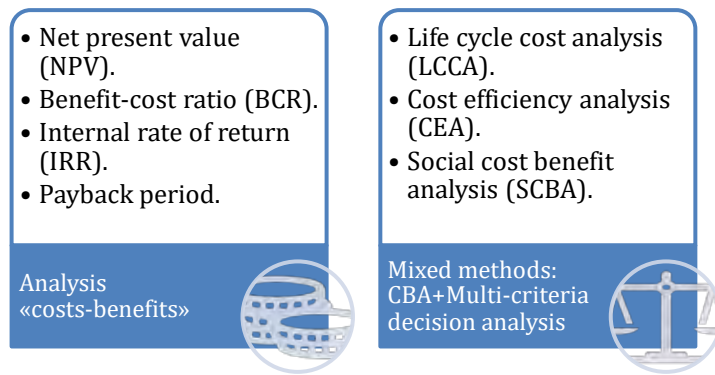 • Net present value
(NPV).
• Benefit-cost ratio (BCR).
• Internal rate of return
(IRR).
• Payback period.
Analysis
«costs-benefits»
• Life cycle cost analysis
(LCCA).
• Cost efficiency analysis
(CEA).
• Social cost benefit
analysis (SCBA).
Mixed methods:
CBA+Multi-criteria
decision analysis